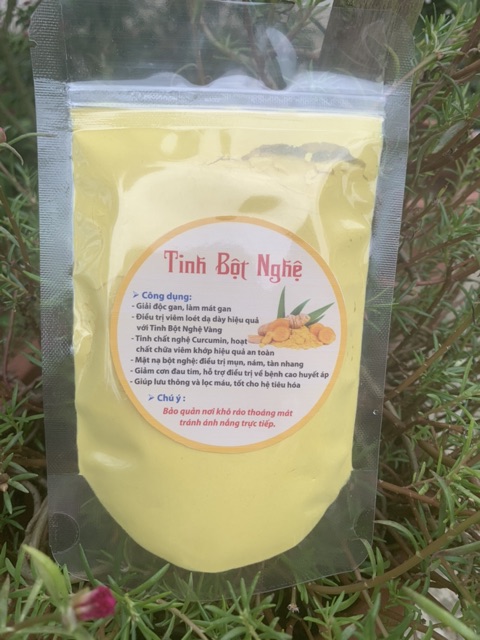 Tinh Bột Nghệ
➢ Công dụng:
- Giải độc gan, làm mát gan
- Điều trị viêm loét dạ dày hiệu quả
với Tinh Bột Nghệ Vàng
- Tinh chất nghệ Curcumin, hoạt
chất chữa viêm khớp hiệu quả an toàn
- Mặt nạ bột nghệ: điều trị mụn, nám, tàn nhang
- Giảm cơn đau tim, hỗ trợ điều trị về bệnh cao huyết áp
- Giúp lưu thông và lọc máu, tốt cho hệ tiêu hóa
➢ Chú ý :
Bảo quản nơi khô ráo thoáng mát
tránh ánh nắng trực tiếp.